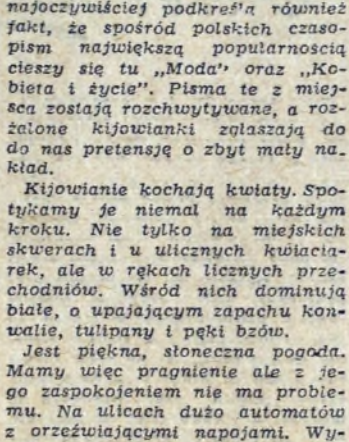 najoczywiściej podkreśla również
fakt, że spośród polskich czaso-
pism największą popularnością
cieszy się tu „Moda" oraz „Ko-
bieta i życie". Pisma te z miej-
sca zostają rozchwytywane, a roz-
żalone kijowianki zgłaszają do
do nas pretensję o zbyt mały na_
kład.
Kijowianie kochają kwiaty. Spo-
tykamy je niemal na każdym
kroku. Nie tylko na miejskich
skwerach i u ulicznych kwiacia-
rek, ale w rękach licznych prze-
chodniów. Wśród nich dominują
białe, o upajającym zapachu kon-
walie, tulipany i pęki bzów.
Jest piękna, słoneczna pogoda.
Mamy więc pragnienie ale z je-
go zaspokojeniem nie ma proble-
mu. Na ulicach dużo automatów
z orzeźwiającymi napojami. Wy-